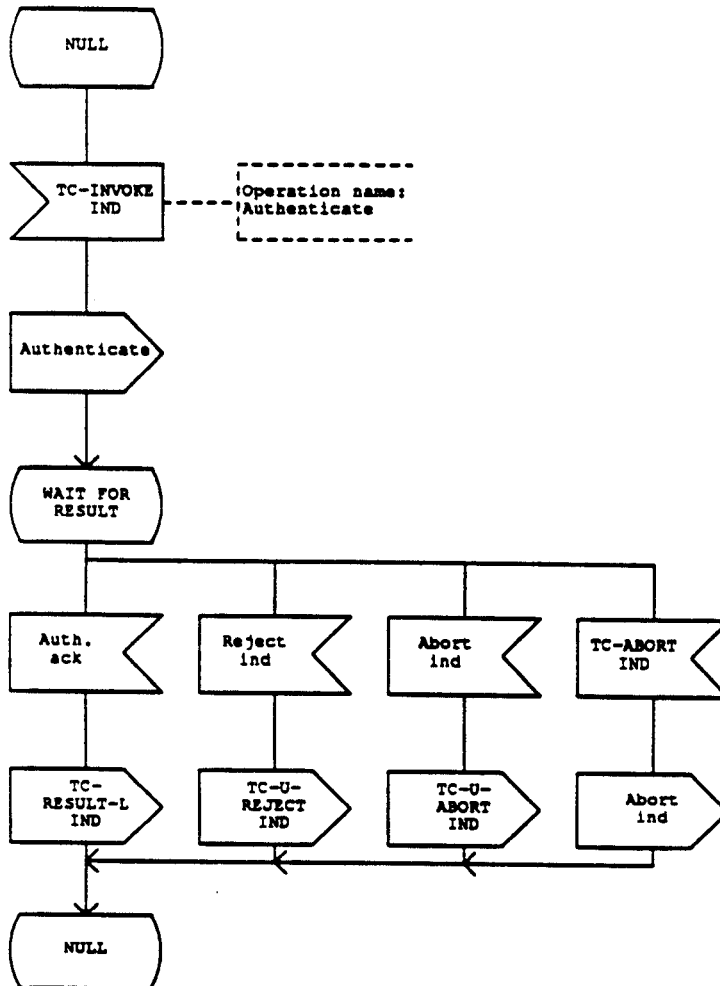 NULL
TC-INVOKE
IND
Operation name:
Authenticate
Authenticate
WAIT FOR
RESULT
Auth.
ack
Reject
ind
Abort
ind
TC-ABORT
IND
TC-
RESULT-L
IND
TC-U-
REJECT
IND
TC-U-
ABORT
IND
Abort
ind
NULL